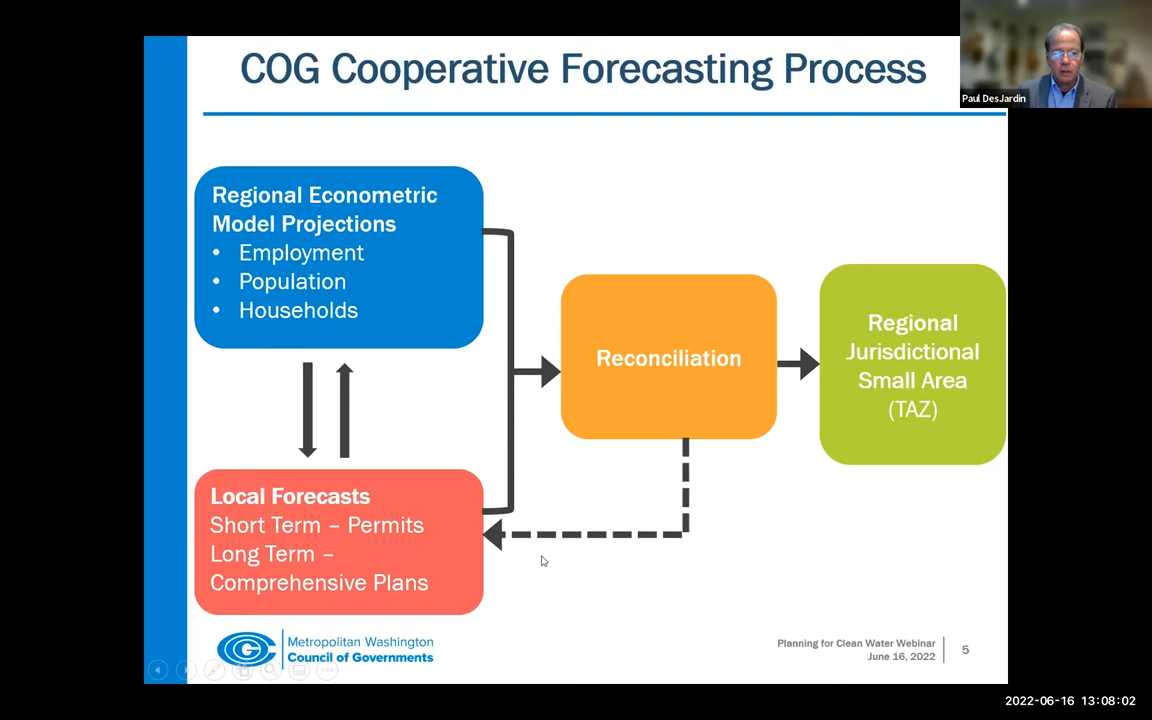 COG Cooperative Forecasting Process
Paul DesJardin
Regional Econometric
Model Projections
• Employment
• Population
• Households
Reconciliation
Regional
Jurisdictional
Small Area
(TAZ)
Local Forecasts
Short Term – Permits
Long Term –
Comprehensive Plans
Metropolitan Washington
Council of Governments
Planning for Clean Water Webinar
June 16, 2022
5
2022-06-16 13:08:02